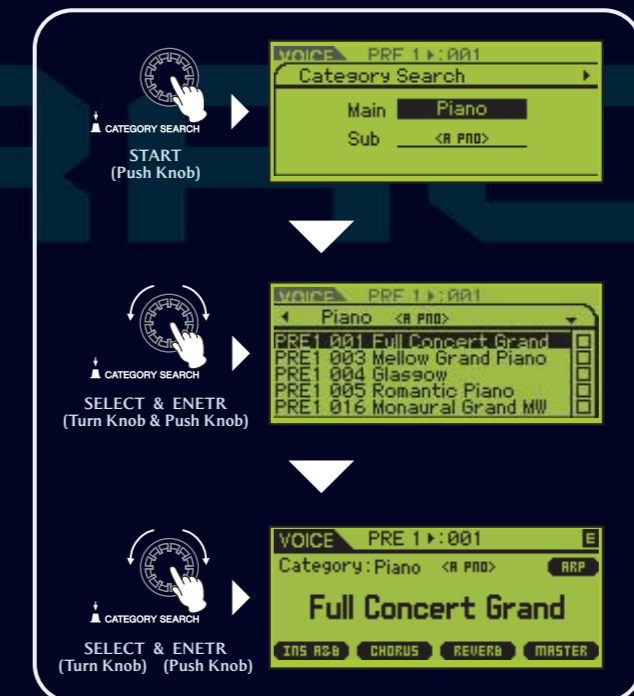 VOICE PRE 1▶:001
Category Search ▶
Main Piano
Sub <A PNO>
CATEGORY SEARCH
START
(Push Knob)
VOICE PRE 1▶:001
◀ Piano <A PNO> ▼
PRE1 001 Full Concert Grand
PRE1 003 Mellow Grand Piano
PRE1 004 Glasgow
PRE1 005 Romantic Piano
PRE1 016 Monaural Grand MW
CATEGORY SEARCH
SELECT & ENETR
(Turn Knob & Push Knob)
VOICE PRE 1▶:001 E
Category:Piano <A PNO> ARP
Full Concert Grand
INS A&B CHORUS REVERB MASTER
CATEGORY SEARCH
SELECT & ENETR
(Turn Knob) (Push Knob)